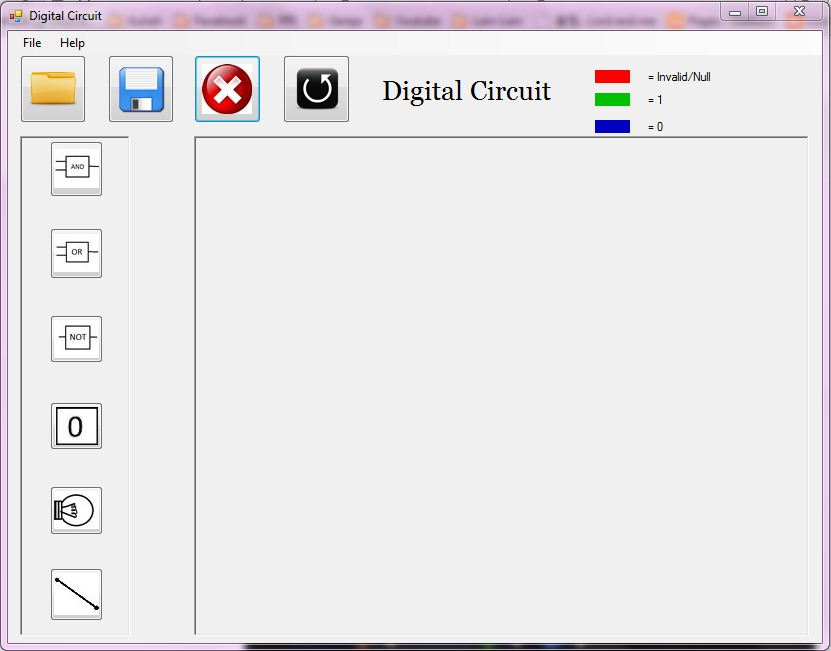 Digital Circuit
File Help
Digital Circuit
= Invalid/Null
= 1
= 0
AND
OR
NOT
0